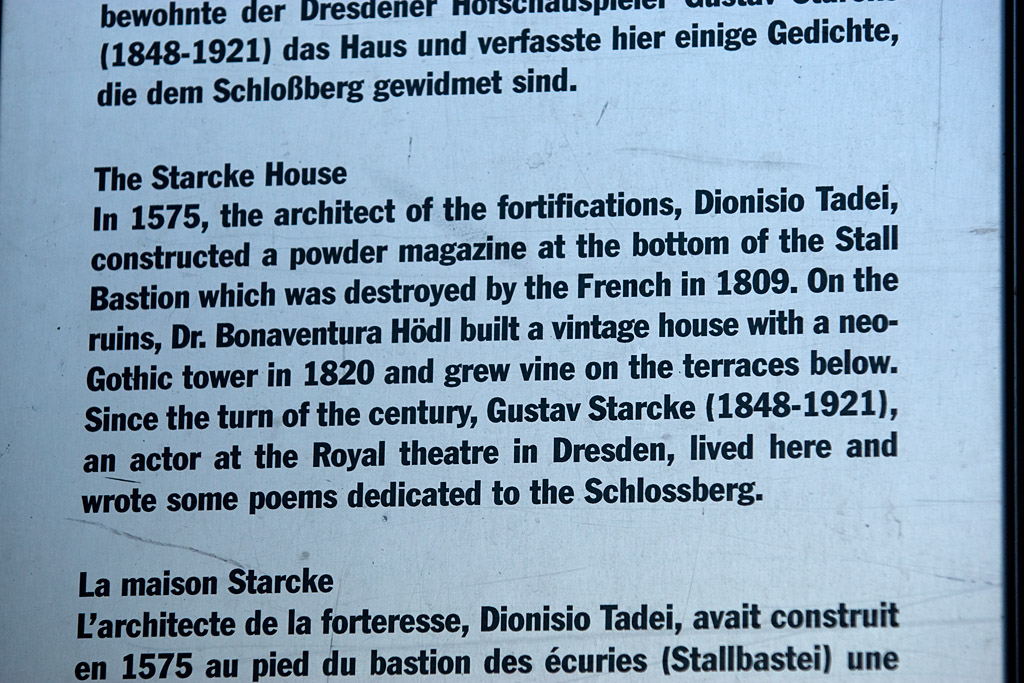 bewohnte der Dresdener Hofschauspieler Gustav Starcke
(1848-1921) das Haus und verfasste hier einige Gedichte,
die dem Schloßberg gewidmet sind.
The Starcke House
In 1575, the architect of the fortifications, Dionisio Tadei,
constructed a powder magazine at the bottom of the Stall
Bastion which was destroyed by the French in 1809. On the
ruins, Dr. Bonaventura Hödl built a vintage house with a neo-
Gothic tower in 1820 and grew vine on the terraces below.
Since the turn of the century, Gustav Starcke (1848-1921),
an actor at the Royal theatre in Dresden, lived here and
wrote some poems dedicated to the Schlossberg.
La maison Starcke
L'architecte de la forteresse, Dionisio Tadei, avait construit
en 1575 au pied du bastion des écuries (Stallbastei) une